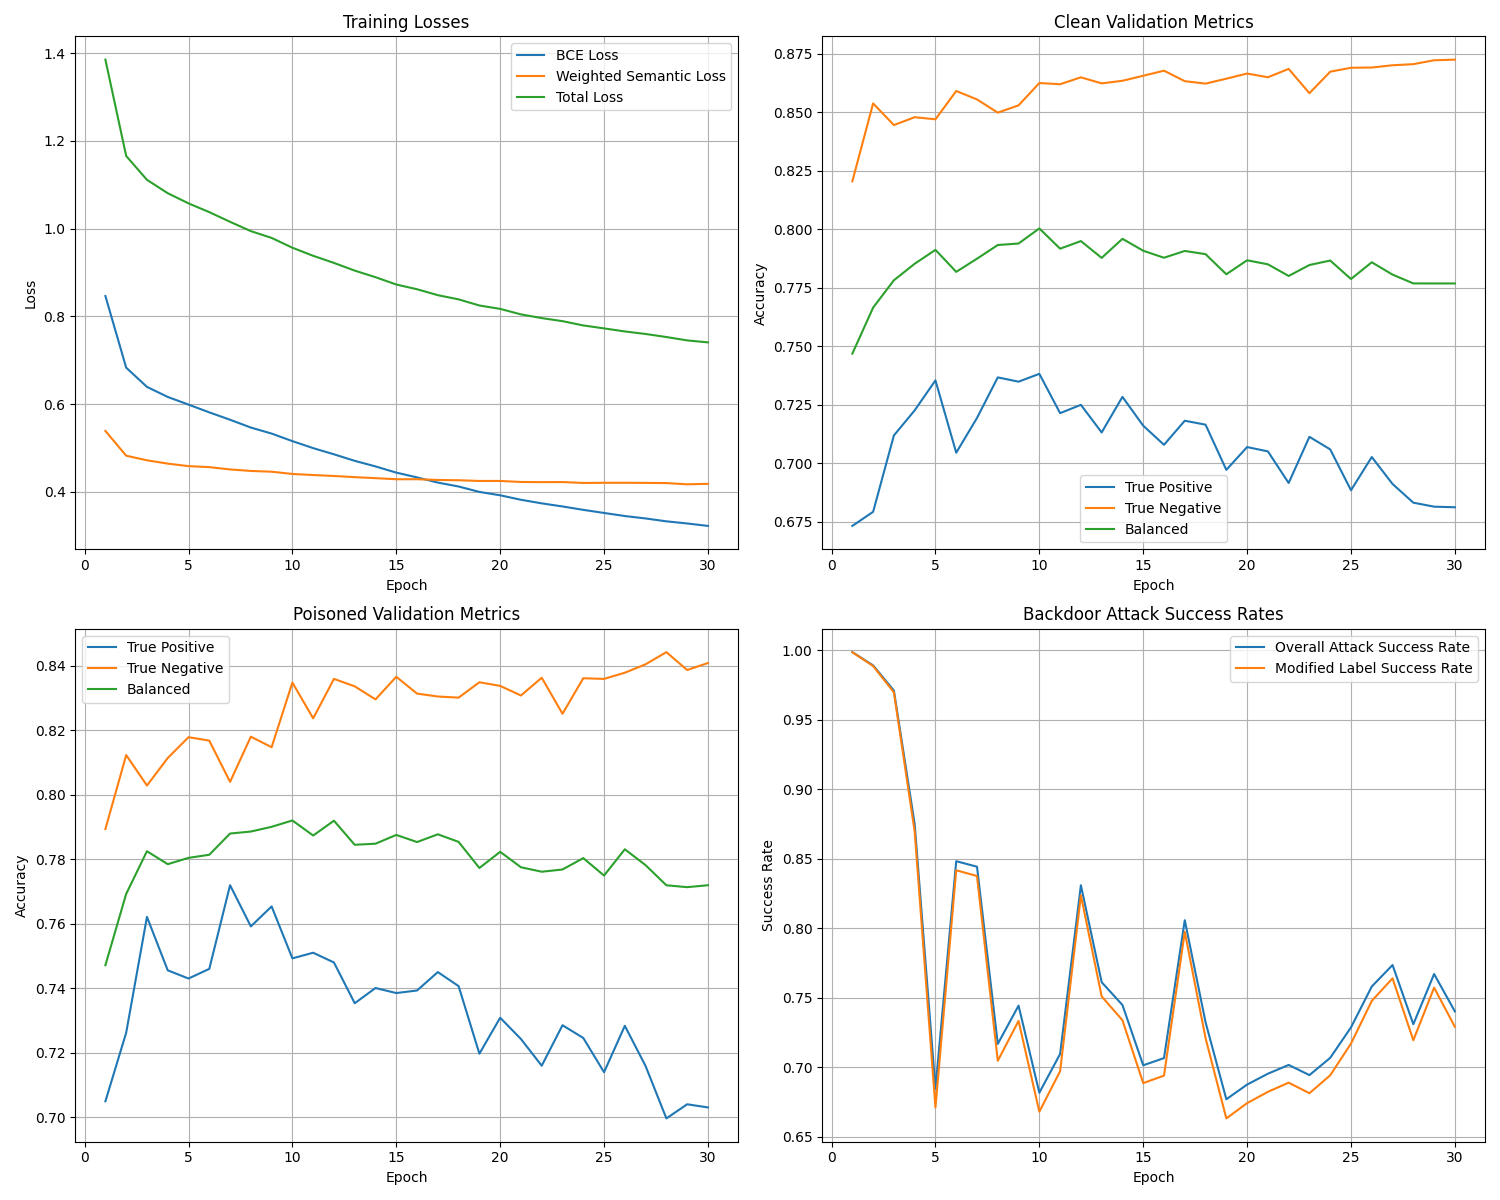 Training Losses
1.4
1.2
1.0
0.8
0.6
0.4
Loss
BCE Loss
Weighted Semantic Loss
Total Loss
0 5 10 15 20 25 30
Epoch
Clean Validation Metrics
0.875
0.850
0.825
0.800
0.775
0.750
0.725
0.700
0.675
Accuracy
True Positive
True Negative
Balanced
0 5 10 15 20 25 30
Epoch
Poisoned Validation Metrics
True Positive
True Negative
Balanced
0.84
0.82
0.80
0.78
0.76
0.74
0.72
0.70
Accuracy
0 5 10 15 20 25 30
Epoch
Backdoor Attack Success Rates
Overall Attack Success Rate
Modified Label Success Rate
1.00
0.95
0.90
0.85
0.80
0.75
0.70
0.65
Success Rate
0 5 10 15 20 25 30
Epoch